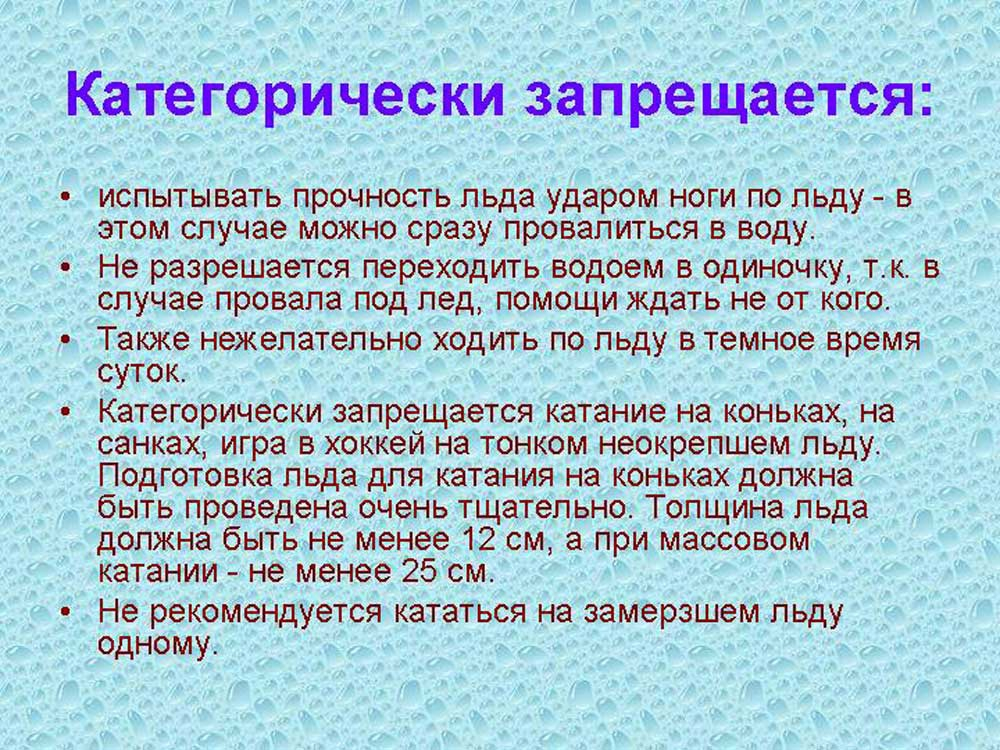 Категорически запрещается:
• испытывать прочность льда ударом ноги по льду - в
этом случае можно сразу провалиться в воду.
• Не разрешается переходить водоем в одиночку, т.к. в
случае провала под лед, помощи ждать не от кого.
• Также нежелательно ходить по льду в темное время
суток.
• Категорически запрещается катание на коньках, на
санках, игра в хоккей на тонком неокрепшем льду.
Подготовка льда для катания на коньках должна
быть проведена очень тщательно. Толщина льда
должна быть не менее 12 см, а при массовом
катании - не менее 25 см.
• Не рекомендуется кататься на замерзшем льду
одному.